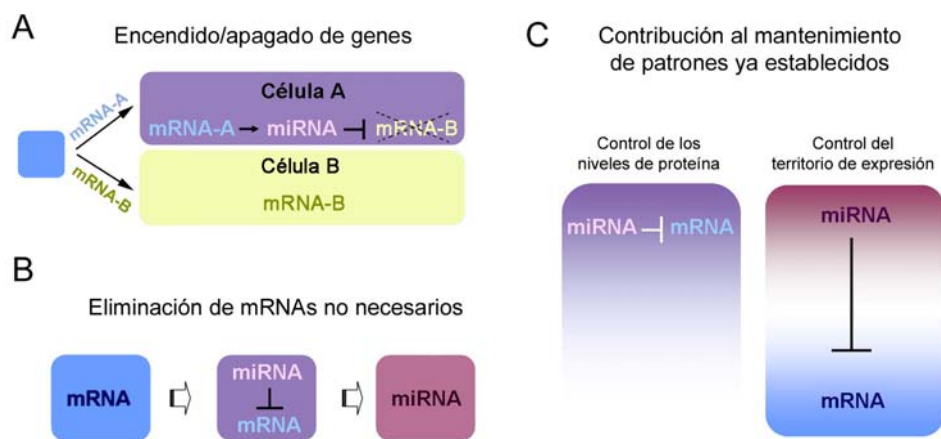 A
Encendido/apagado de genes
mRNA-A
mRNA-B
Célula A
mRNA-A miRNA mRNA-B
Célula B
mRNA-B
B
Eliminación de mRNAs no necesarios
mRNA
miRNA
mRNA
miRNA
C
Contribución al mantenimiento
de patrones ya establecidos
Control de los
niveles de proteína
miRNA mRNA
Control del
territorio de expresión
miRNA
mRNA